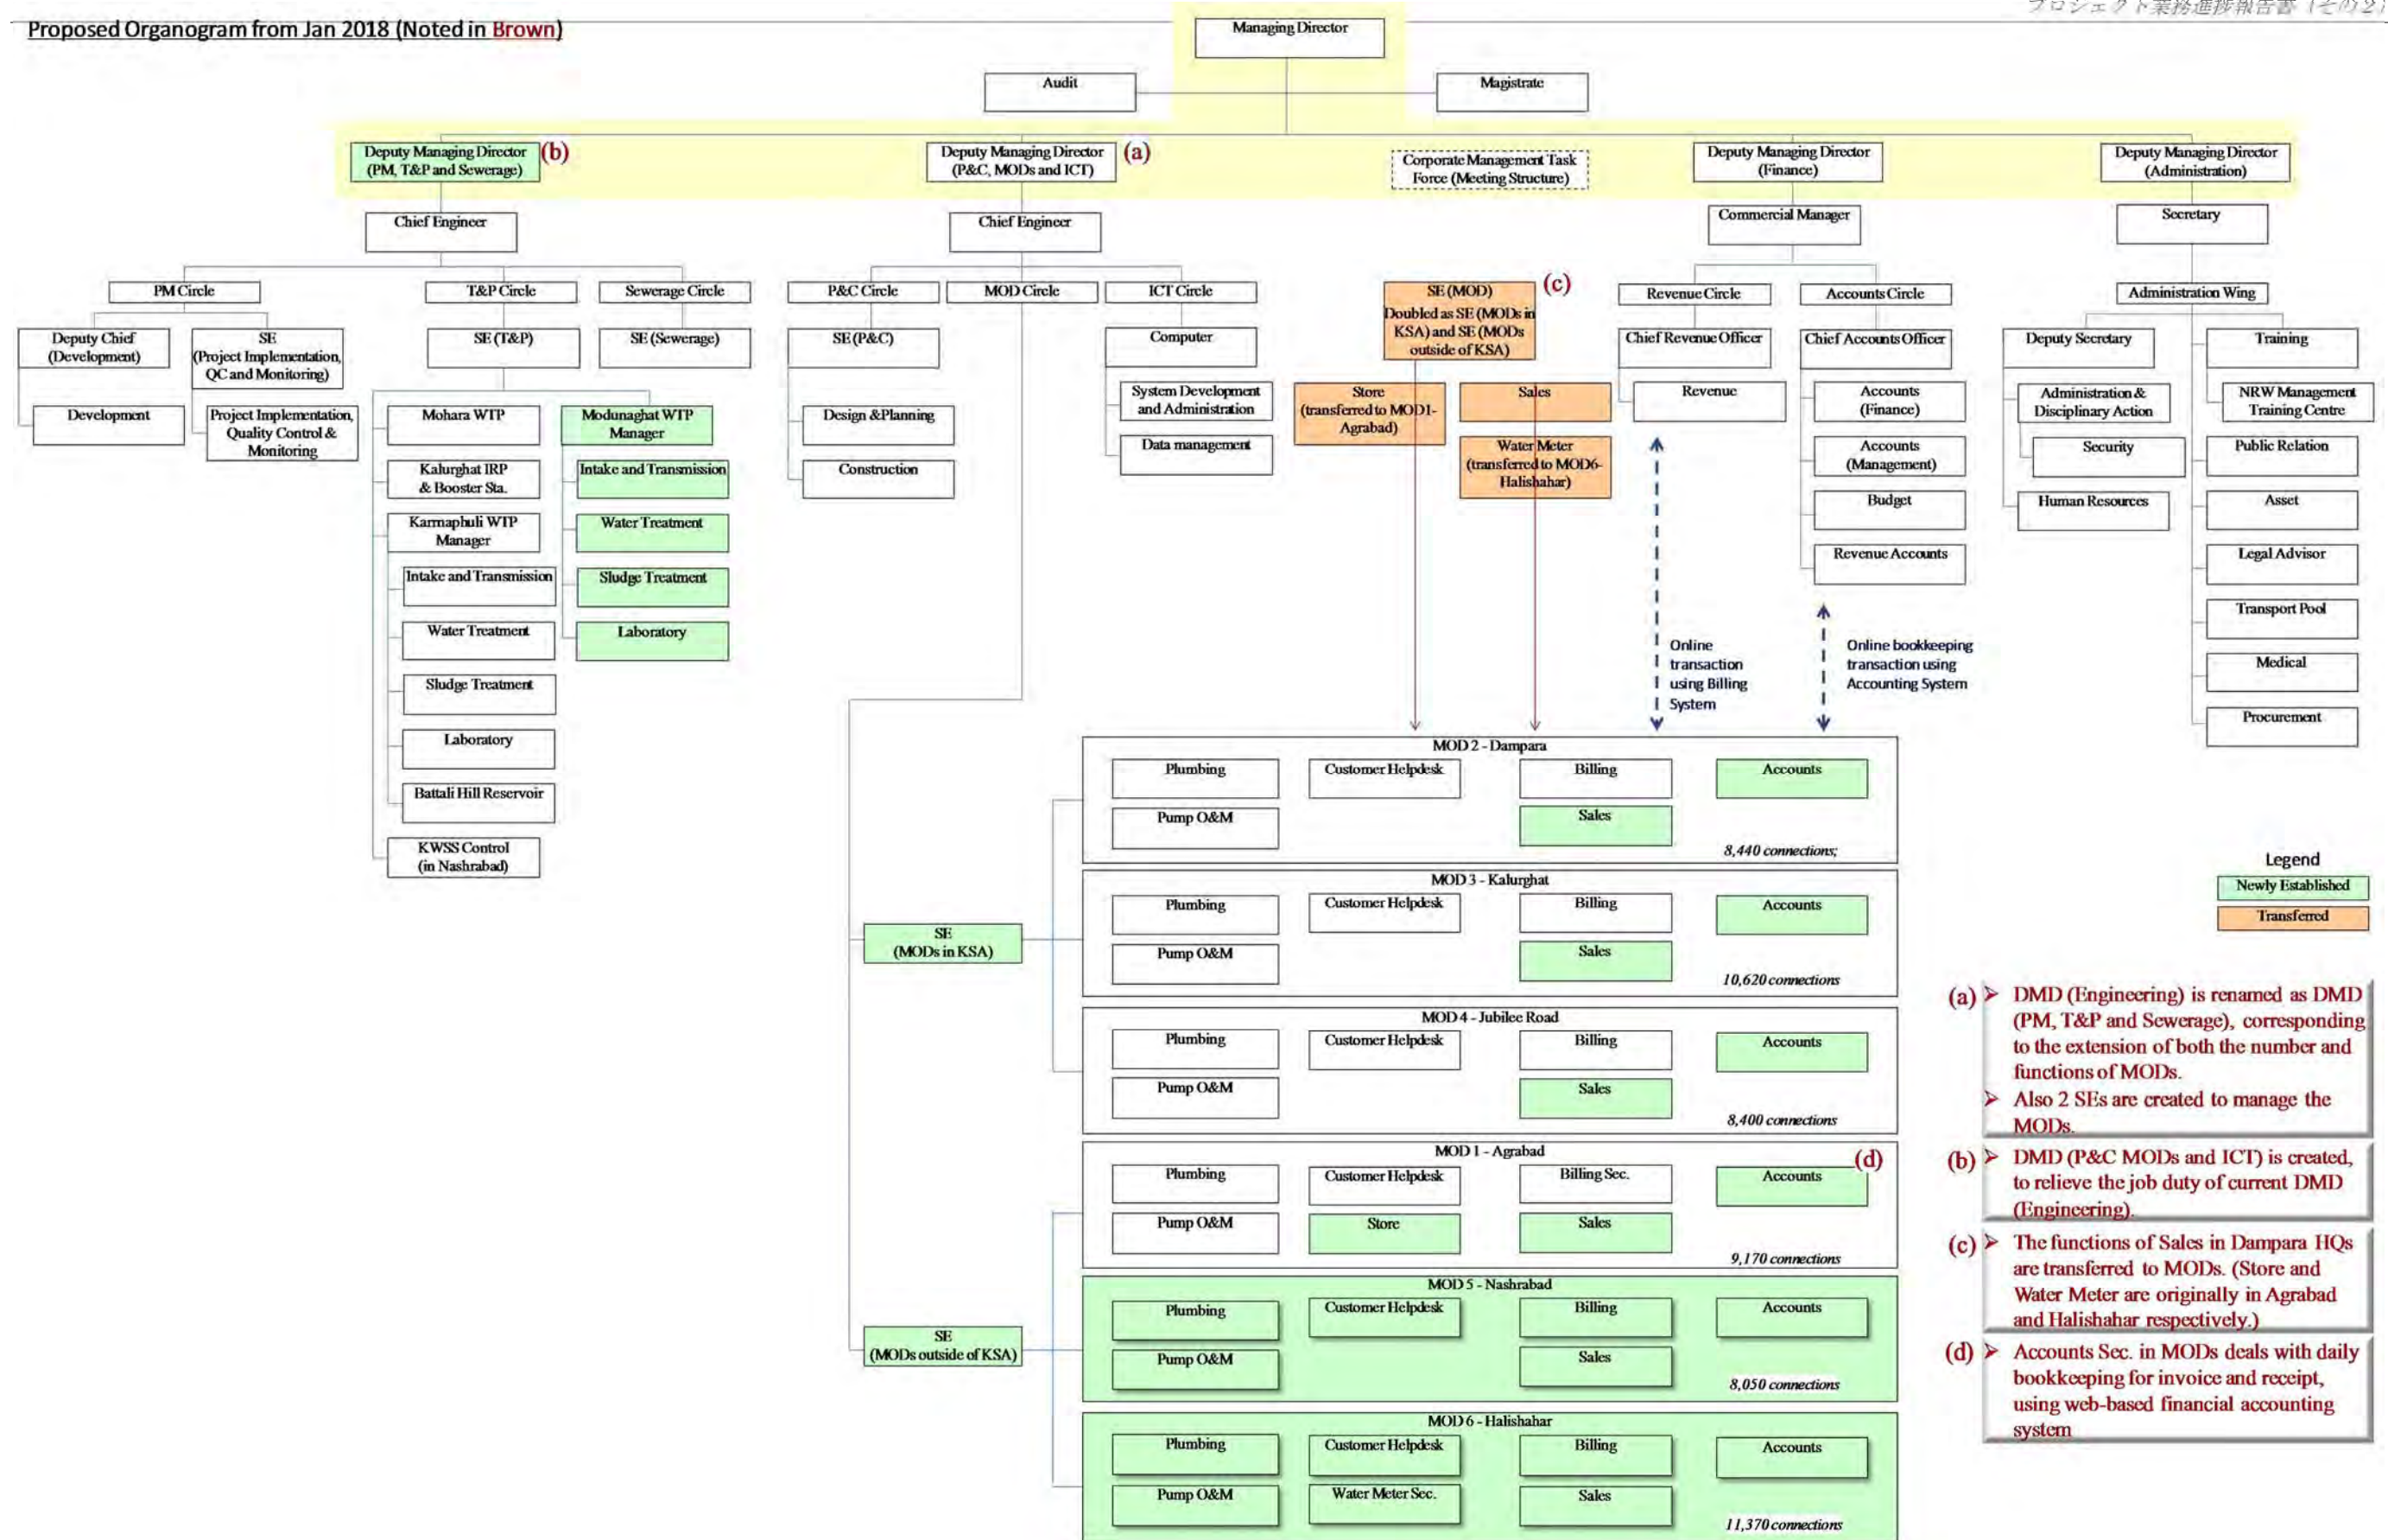 プロジェクト業務進捗報告書（その２）
Proposed Organogram from Jan 2018 (Noted in Brown)
Managing Director
Audit
Magistrate
Deputy Managing Director
(PM, T&P and Sewerage)
(b)
Deputy Managing Director
(P&C, MODs and ICT)
(a)
Corporate Management Task
Force (Meeting Structure)
Deputy Managing Director
(Finance)
Deputy Managing Director
(Administration)
Chief Engineer
Chief Engineer
Commercial Manager
Secretary
PM Circle
T&P Circle
Sewerage Circle
P&C Circle
MOD Circle
ICT Circle
SE (MOD)
Doubled as SE (MODs in
KSA) and SE (MODs
outside of KSA)
(c)
Revenue Circle
Accounts Circle
Administration Wing
Deputy Chief
(Development)
SE
(Project Implementation,
QC and Monitoring)
SE (T&P)
SE (Sewerage)
SE (P&C)
Computer
Chief Revenue Officer
Chief Accounts Officer
Deputy Secretary
Training
Development
Project Implementation,
Quality Control &
Monitoring
Mohara WTP
Modunaghat WTP
Manager
Design &Planning
System Development
and Administration
Store
(transferred to MOD1-
Agrabad)
Sales
Revenue
Accounts
(Finance)
Administration &
Disciplinary Action
NRW Management
Training Centre
Kalurghat IRP
& Booster Sta.
Intake and Transmission
Construction
Data management
Water Meter
(transferred to MOD6-
Halishahar)
Accounts
(Management)
Security
Public Relation
Karnaphuli WTP
Manager
Water Treatment
Budget
Human Resources
Asset
Intake and Transmission
Sludge Treatment
Revenue Accounts
Legal Advisor
Water Treatment
Laboratory
Transport Pool
Sludge Treatment
Online
transaction
using Billing
System
Online bookkeeping
transaction using
Accounting System
Medical
Laboratory
Procurement
Battali Hill Reservoir
KWSS Control
(in Nashrabad)
MOD 2 - Dampara
Plumbing
Customer Helpdesk
Billing
Accounts
Pump O&M
Sales
8,440 connections;
SE
(MODs in KSA)
MOD 3 - Kalurghat
Plumbing
Customer Helpdesk
Billing
Accounts
Pump O&M
Sales
10,620 connections
MOD 4 - Jubilee Road
Plumbing
Customer Helpdesk
Billing
Accounts
Pump O&M
Sales
8,400 connections
SE
(MODs outside of KSA)
MOD 1 - Agrabad
(d)
Plumbing
Customer Helpdesk
Billing Sec.
Accounts
Pump O&M
Store
Sales
9,170 connections
MOD 5 - Nashrabad
Plumbing
Customer Helpdesk
Billing
Accounts
Pump O&M
Sales
8,050 connections
MOD 6 - Halishahar
Plumbing
Customer Helpdesk
Billing
Accounts
Pump O&M
Water Meter Sec.
Sales
11,370 connections
Legend
Newly Established
Transferred
(a) ➢ DMD (Engineering) is renamed as DMD
(PM, T&P and Sewerage), corresponding
to the extension of both the number and
functions of MODs.
➢ Also 2 SEs are created to manage the
MODs.
(b) ➢ DMD (P&C MODs and ICT) is created,
to relieve the job duty of current DMD
(Engineering).
(c) ➢ The functions of Sales in Dampara HQs
are transferred to MODs. (Store and
Water Meter are originally in Agrabad
and Halishahar respectively.)
(d) ➢ Accounts Sec. in MODs deals with daily
bookkeeping for invoice and receipt,
using web-based financial accounting
system